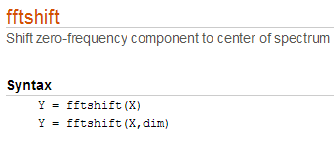 fftshift
Shift zero-frequency component to center of spectrum
Syntax
Y = fftshift(X)
Y = fftshift(X,dim)